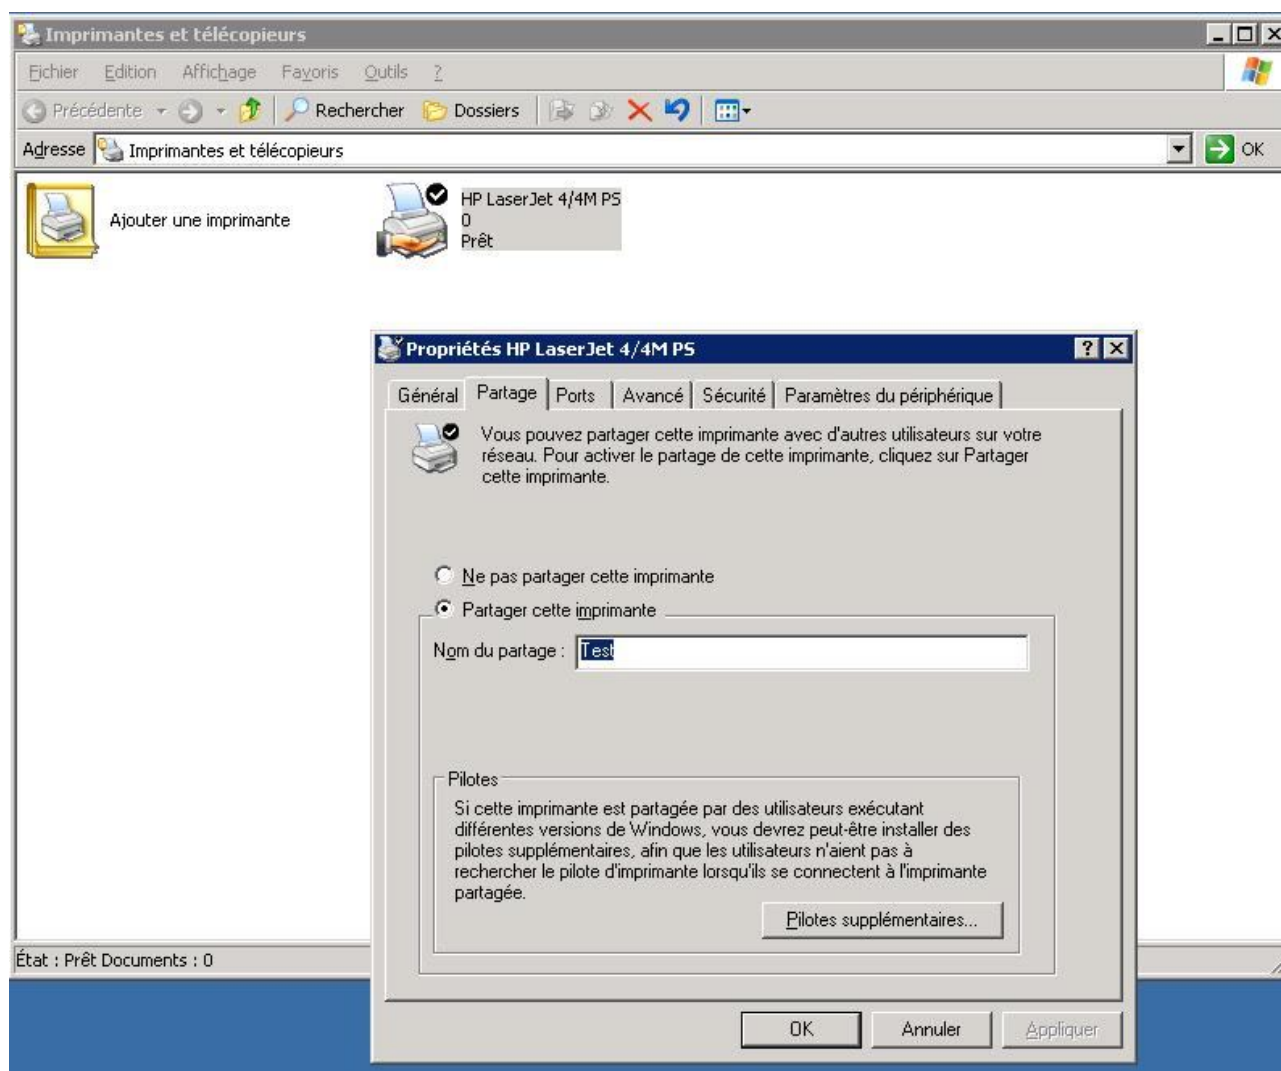 Imprimantes et télécopieurs
Fichier Edition Affichage Favoris Outils ?
Précédente Rechercher Dossiers
Adresse Imprimantes et télécopieurs OK
Ajouter une imprimante
HP LaserJet 4/4M PS
0
Prêt
Propriétés HP LaserJet 4/4M PS
Général Partage Ports Avancé Sécurité Paramètres du périphérique
Vous pouvez partager cette imprimante avec d'autres utilisateurs sur votre
réseau. Pour activer le partage de cette imprimante, cliquez sur Partager
cette imprimante.
Ne pas partager cette imprimante
Partager cette imprimante
Nom du partage : Test
Pilotes
Si cette imprimante est partagée par des utilisateurs exécutant
différentes versions de Windows, vous devrez peut-être installer des
pilotes supplémentaires, afin que les utilisateurs n'aient pas à
rechercher le pilote d'imprimante lorsqu'ils se connectent à l'imprimante
partagée.
Pilotes supplémentaires...
État : Prêt Documents : 0
OK Annuler Appliquer